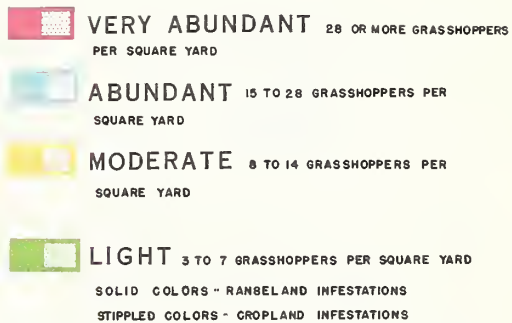 VERY ABUNDANT 28 OR MORE GRASSHOPPERS
PER SQUARE YARD
ABUNDANT 15 TO 28 GRASSHOPPERS PER
SQUARE YARD
MODERATE 8 TO 14 GRASSHOPPERS PER
SQUARE YARD
LIGHT 3 TO 7 GRASSHOPPERS PER SQUARE YARD
SOLID COLORS - RANGELAND INFESTATIONS
STIPPLED COLORS - CROPLAND INFESTATIONS